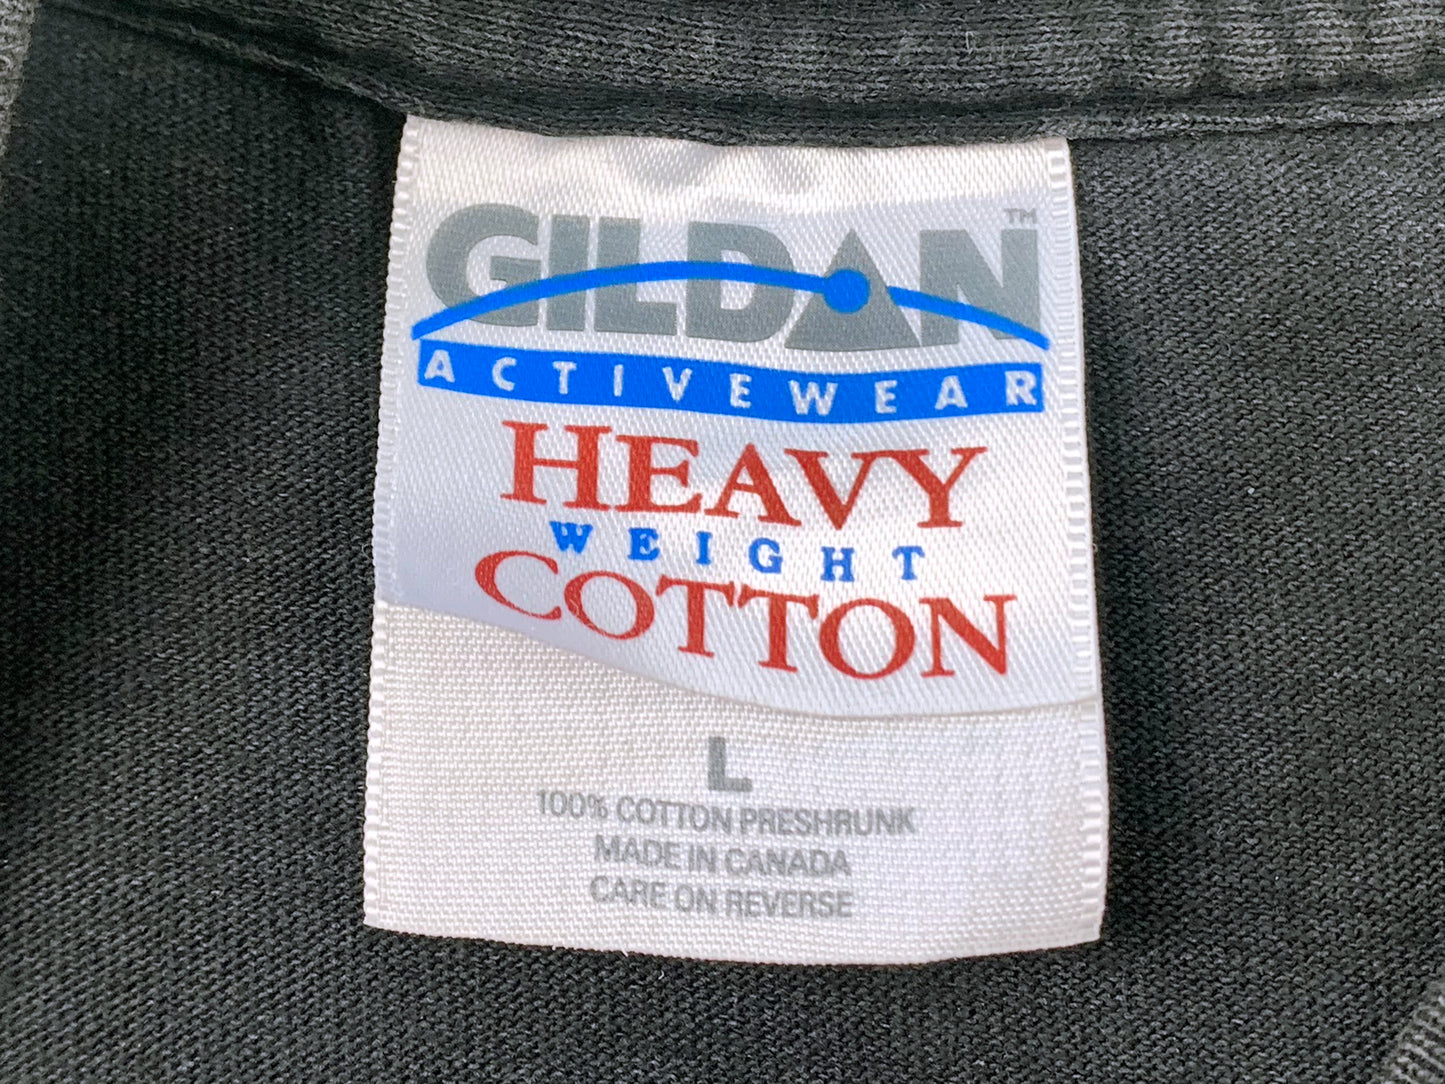 GILDAN™
ACTIVEWEAR
HEAVY
WEIGHT
COTTON
L
100% COTTON PRESHRUNK
MADE IN CANADA
CARE ON REVERSE